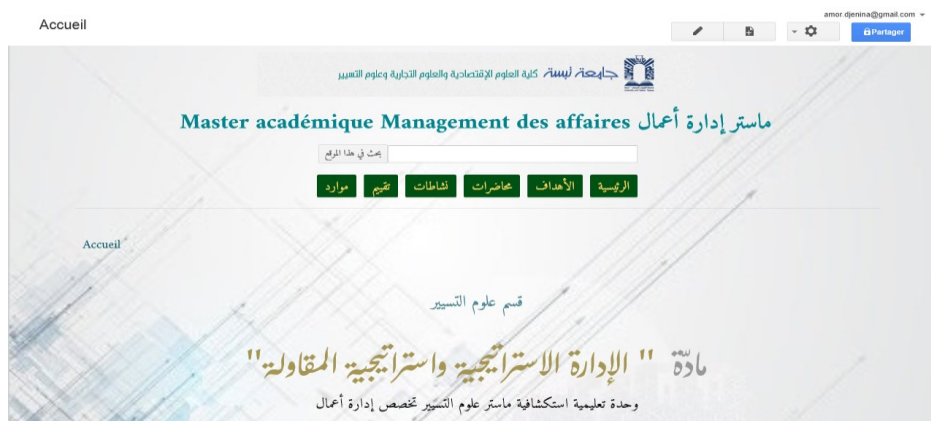 amor.djenina@gmail.com
Accueil
Partager
جامعة تبسة كلية العلوم الإقتصادية والعلوم التجارية وعلوم التسيير
ماستر إدارة أعمال Master académique Management des affaires
بحث في هذا الموقع
الرئيسية الأهداف محاضرات نشاطات تقييم موارد
Accueil
قسم علوم التسيير
مادّة " الإدارة الاستراتيجية واستراتيجية المقاولة"
وحدة تعليمية استكشافية ماستر علوم التسيير تخصص إدارة أعمال